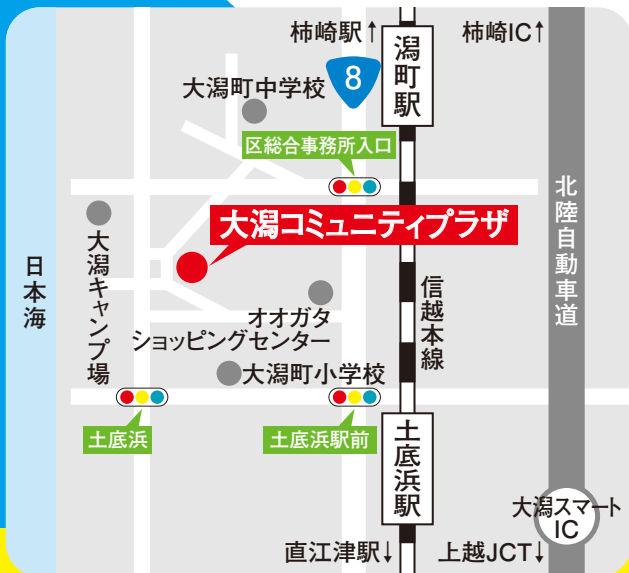 柿崎駅↑
潟町駅
柿崎IC↑
8
大潟町中学校
区総合事務所入口
大潟コミュニティプラザ
北陸自動車道
大潟キャンプ場
日本海
オオガタ
ショッピングセンター
信越本線
大潟町小学校
土底浜
土底浜駅前
土底浜駅
大潟スマート
IC
直江津駅↓
上越JCT↓